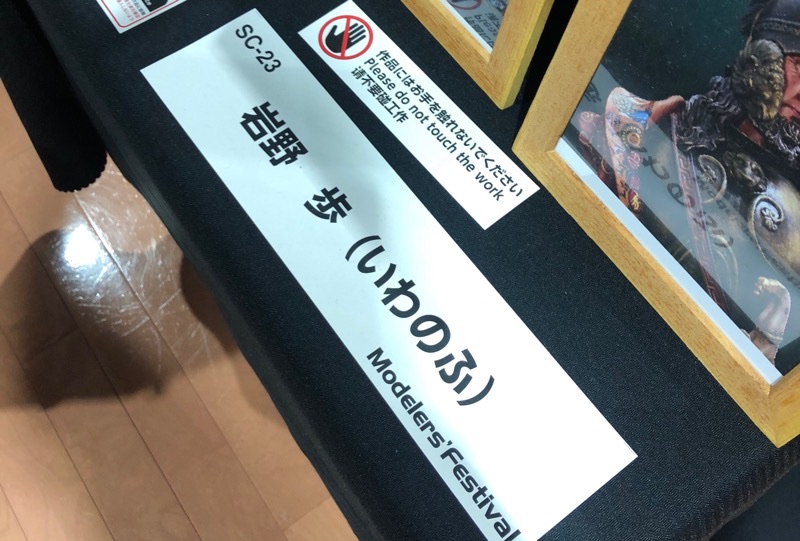 SC-23
岩野 歩 (いわのふ)
Modelers' Festival
作品にはお手を触れないでください
Please do not touch the work
请不要碰工作